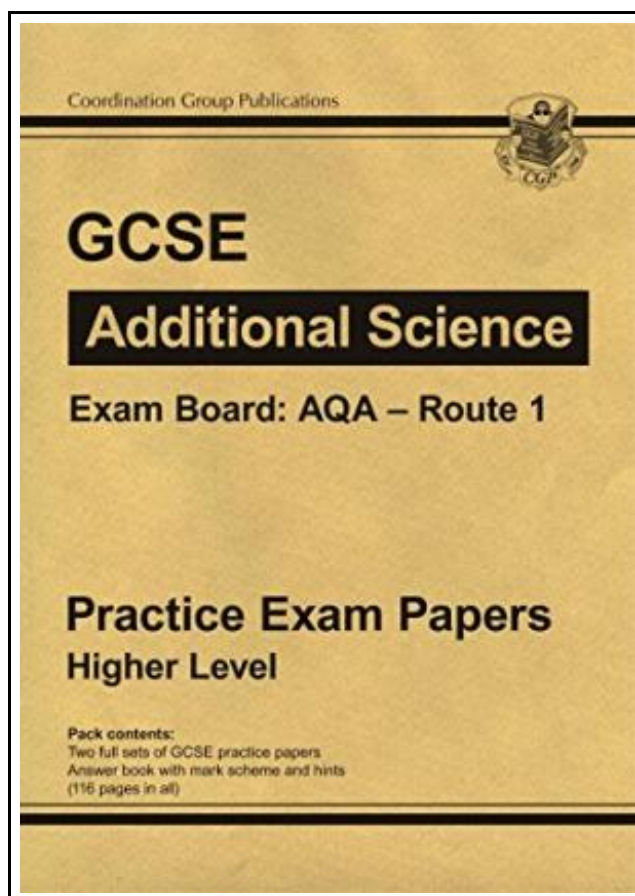 Coordination Group Publications
CGP
GCSE
Additional Science
Exam Board: AQA – Route 1
Practice Exam Papers
Higher Level
Pack contents:
Two full sets of GCSE practice papers
Answer book with mark scheme and hints
(116 pages in all)